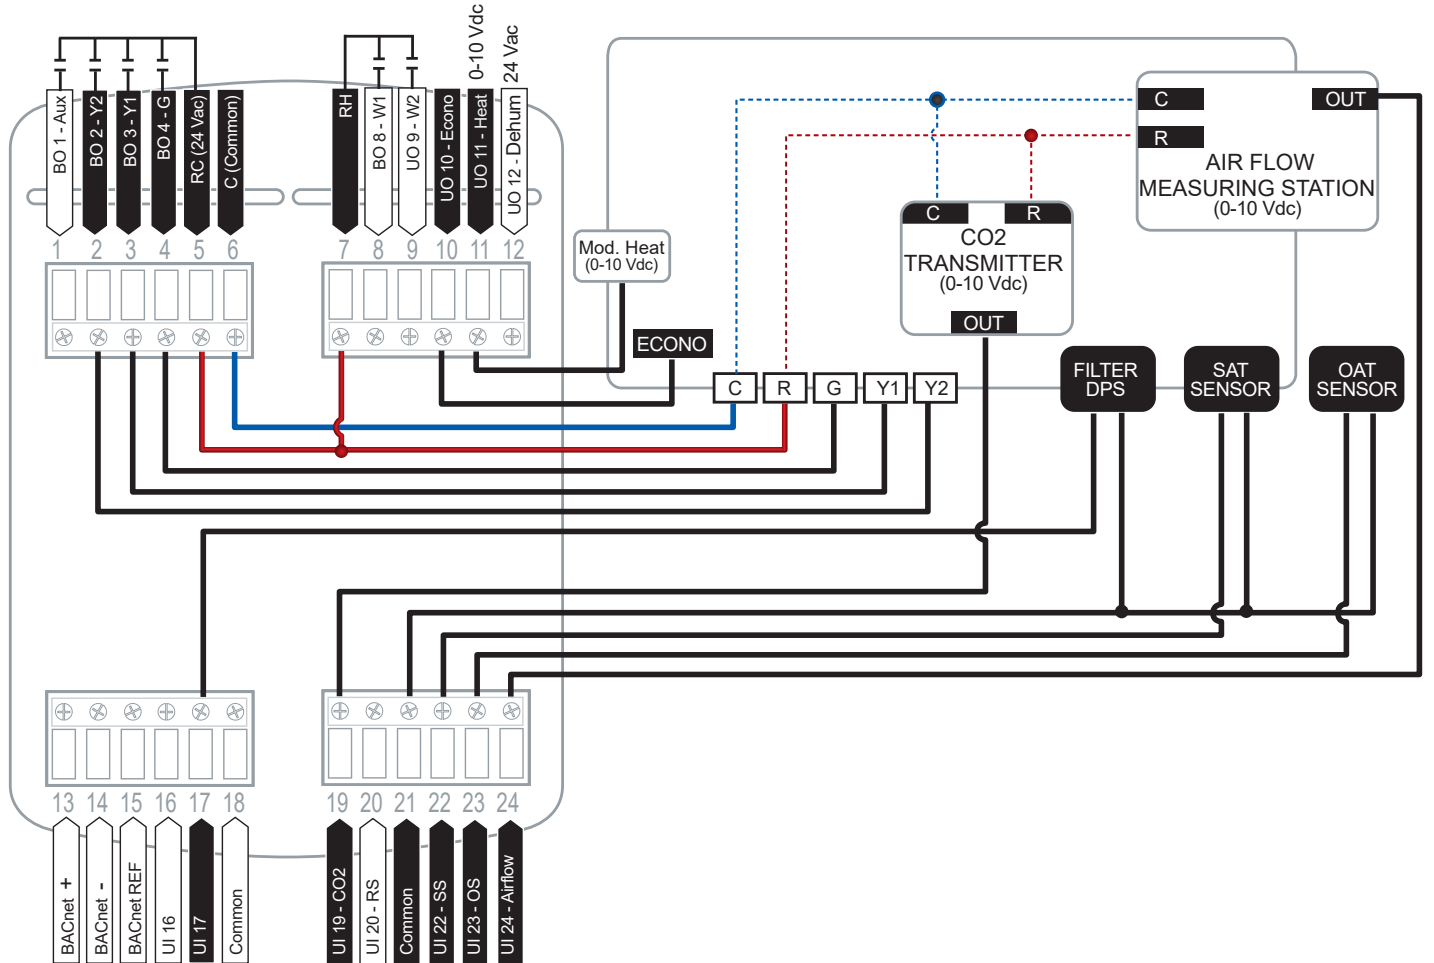 BO 1 - Aux
BO 2 - Y2
BO 3 - Y1
BO 4 - G
RC (24 Vac)
C (Common)
RH
BO 8 - W1
UO 9 - W2
UO 10 - Econo
UO 11 - Heat
0-10 Vdc
UO 12 - Dehum
24 Vac
1 2 3 4 5 6
7 8 9 10 11 12
Mod. Heat
(0-10 Vdc)
ECONO
C R G Y1 Y2
C
R
OUT
AIR FLOW
MEASURING STATION
(0-10 Vdc)
C R
CO2
TRANSMITTER
(0-10 Vdc)
OUT
FILTER
DPS
SAT
SENSOR
OAT
SENSOR
13 14 15 16 17 18
19 20 21 22 23 24
BACnet +
BACnet -
BACnet REF
UI 16
UI 17
Common
UI 19 - CO2
UI 20 - RS
Common
UI 22 - SS
UI 23 - OS
UI 24 - Airflow